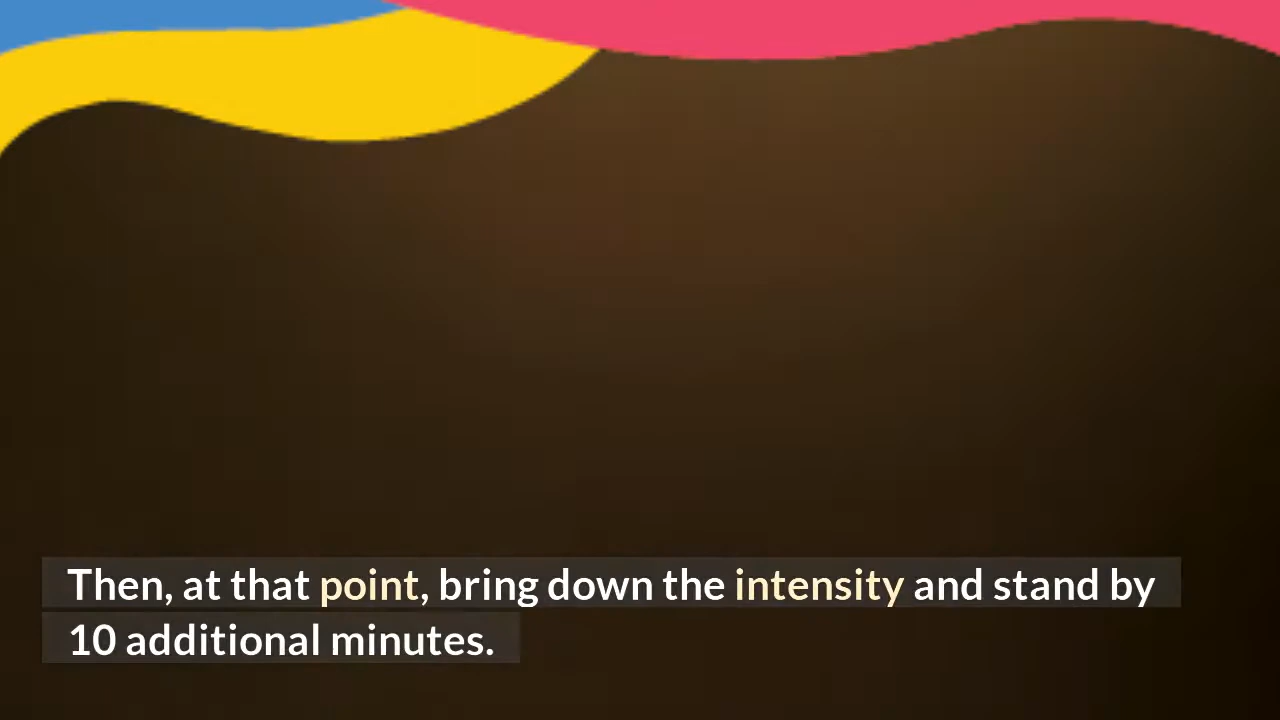 Then, at that point, bring down the intensity and stand by
10 additional minutes.